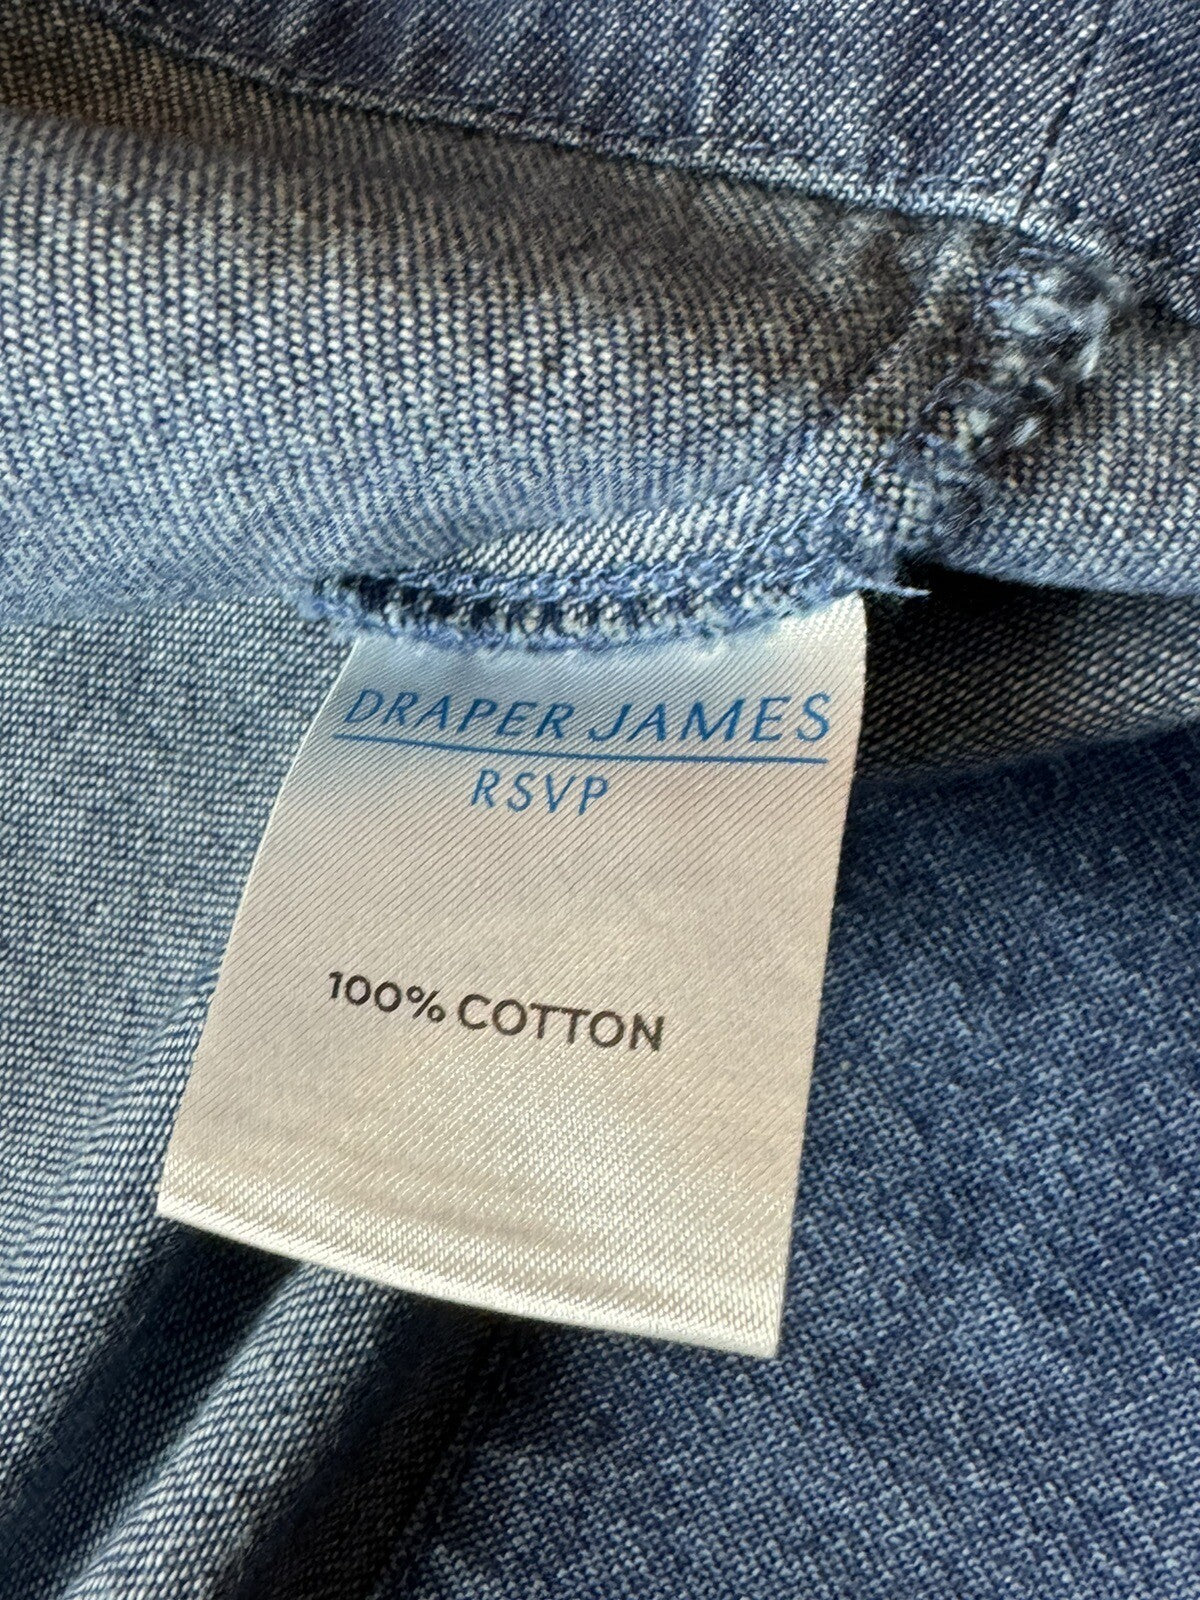 DRAPER JAMES
RSVP
100% COTTON